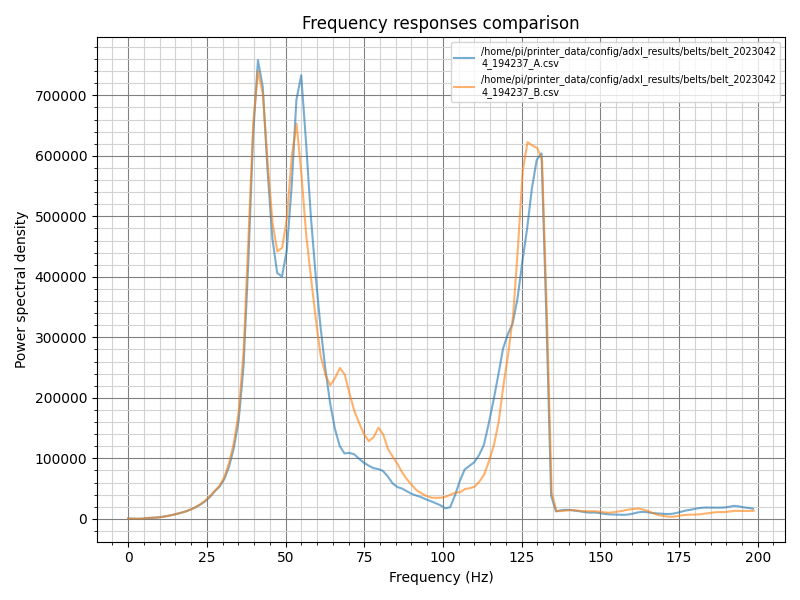 Frequency responses comparison
/home/pi/printer_data/config/adxl_results/belts/belt_2023042
4_194237_A.csv
/home/pi/printer_data/config/adxl_results/belts/belt_2023042
4_194237_B.csv
Power spectral density
700000
600000
500000
400000
300000
200000
100000
0
0 25 50 75 100 125 150 175 200
Frequency (Hz)